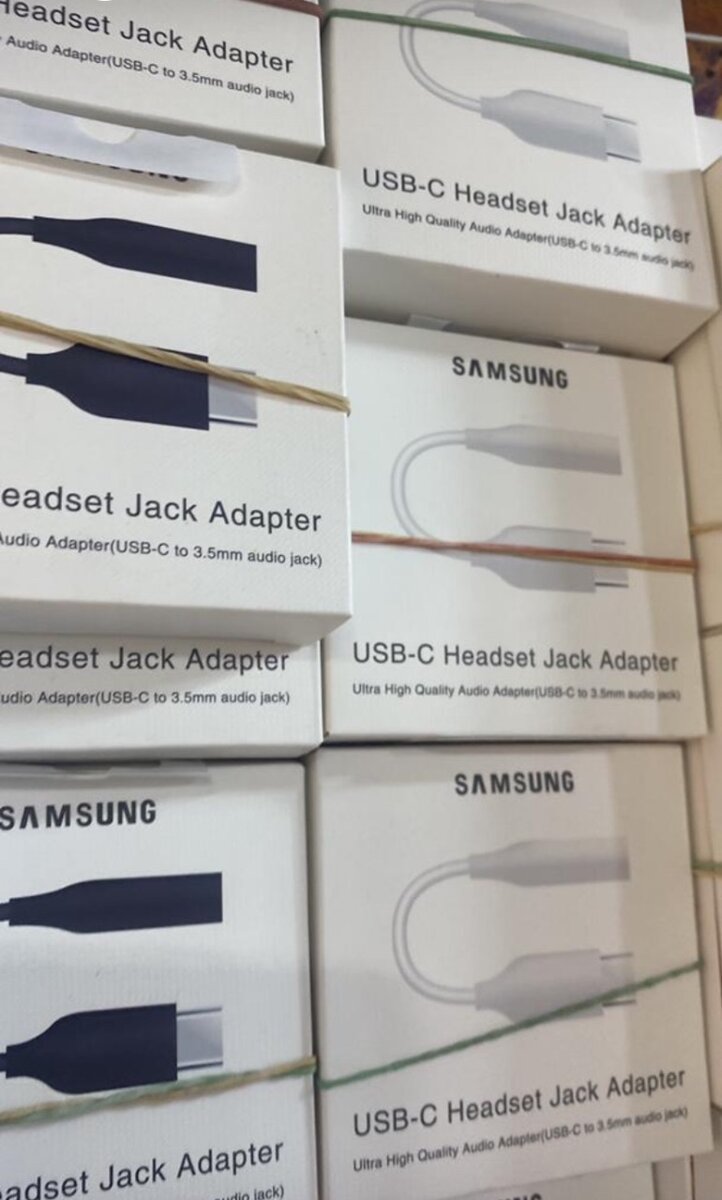 Headset Jack Adapter
Audio Adapter(USB-C to 3.5mm audio jack)
USB-C Headset Jack Adapter
Ultra High Quality Audio Adapter(USB-C to 3.5mm audio jack)
SAMSUNG
eadset Jack Adapter
Audio Adapter(USB-C to 3.5mm audio jack)
SAMSUNG
USB-C Headset Jack Adapter
Ultra High Quality Audio Adapter(USB-C to 3.5mm audio jack)
eadset Jack Adapter
udio Adapter(USB-C to 3.5mm audio jack)
SAMSUNG
adset Jack Adapter
udio jack)
SAMSUNG
USB-C Headset Jack Adapter
Ultra High Quality Audio Adapter(USB-C to 3.5mm audio jack)